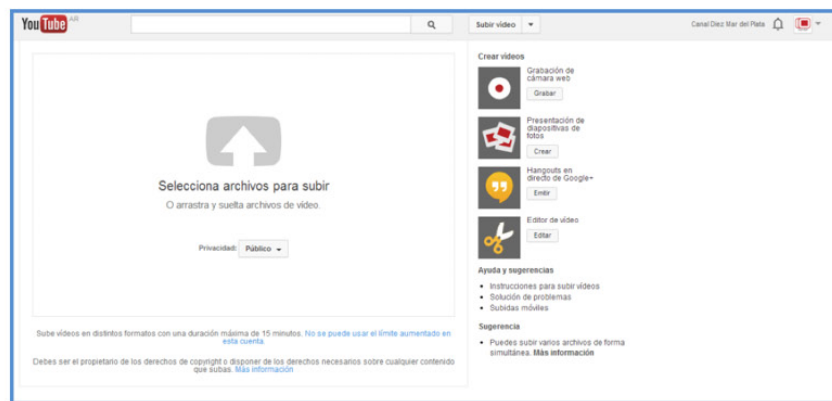 YouTube AR
Subir vídeo
Canal Diez Mar del Plata
Selecciona archivos para subir
O arrastra y suelta archivos de vídeo.
Privacidad: Público
Sube vídeos en distintos formatos con una duración máxima de 15 minutos. No se puede usar el límite aumentado en
esta cuenta.
Debes ser el propietario de los derechos de copyright o disponer de los derechos necesarios sobre cualquier contenido
que subas. Más información
Crear vídeos
Grabación de
cámara web
Grabar
Presentación de
diapositivas de
fotos
Crear
Hangouts en
directo de Google+
Emitir
Editor de vídeo
Editar
Ayuda y sugerencias
Instrucciones para subir vídeos
Solución de problemas
Subidas móviles
Sugerencia
Puedes subir varios archivos de forma
simultánea. Más información